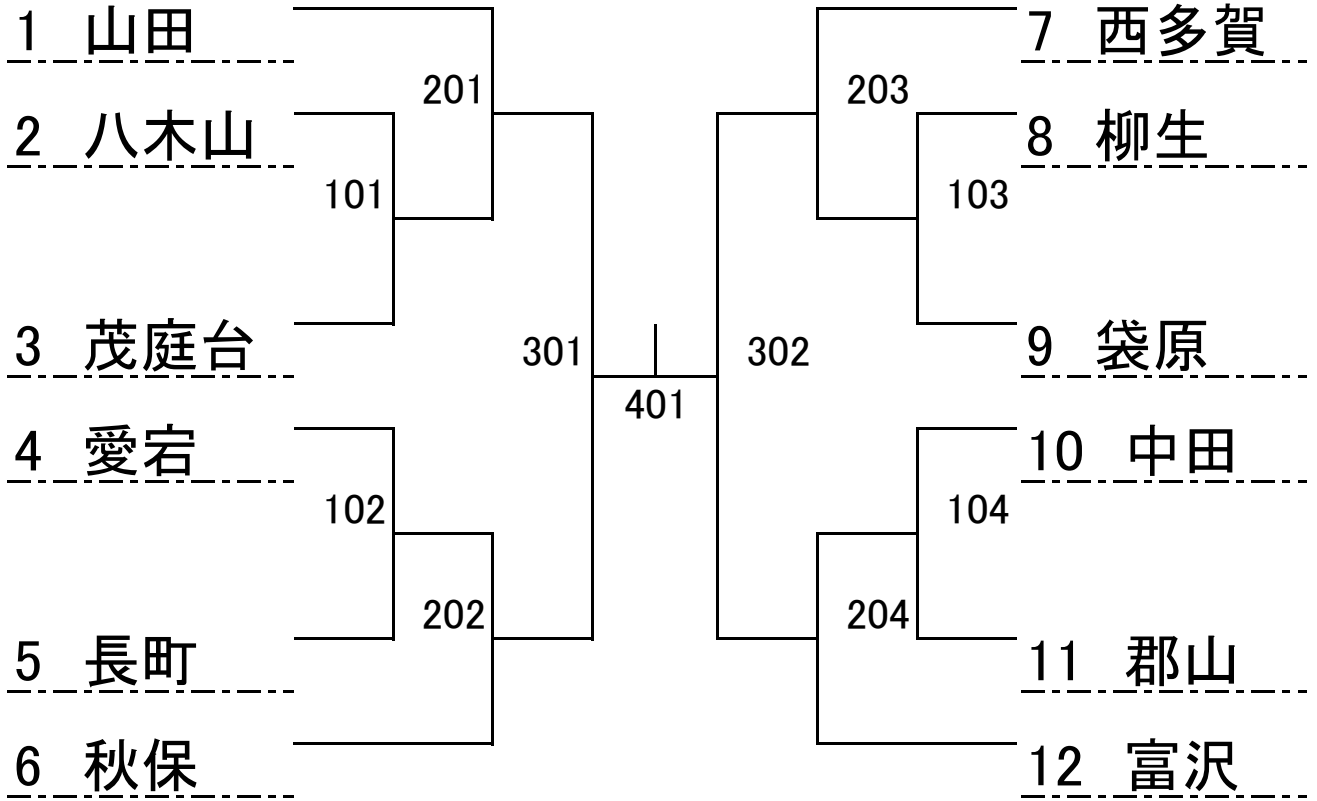 1 山田
201
2 八木山
101
3 茂庭台
301
4 愛宕
102
202
5 長町
6 秋保
401
7 西多賀
203
8 柳生
103
9 袋原
302
10 中田
104
204
11 郡山
12 富沢